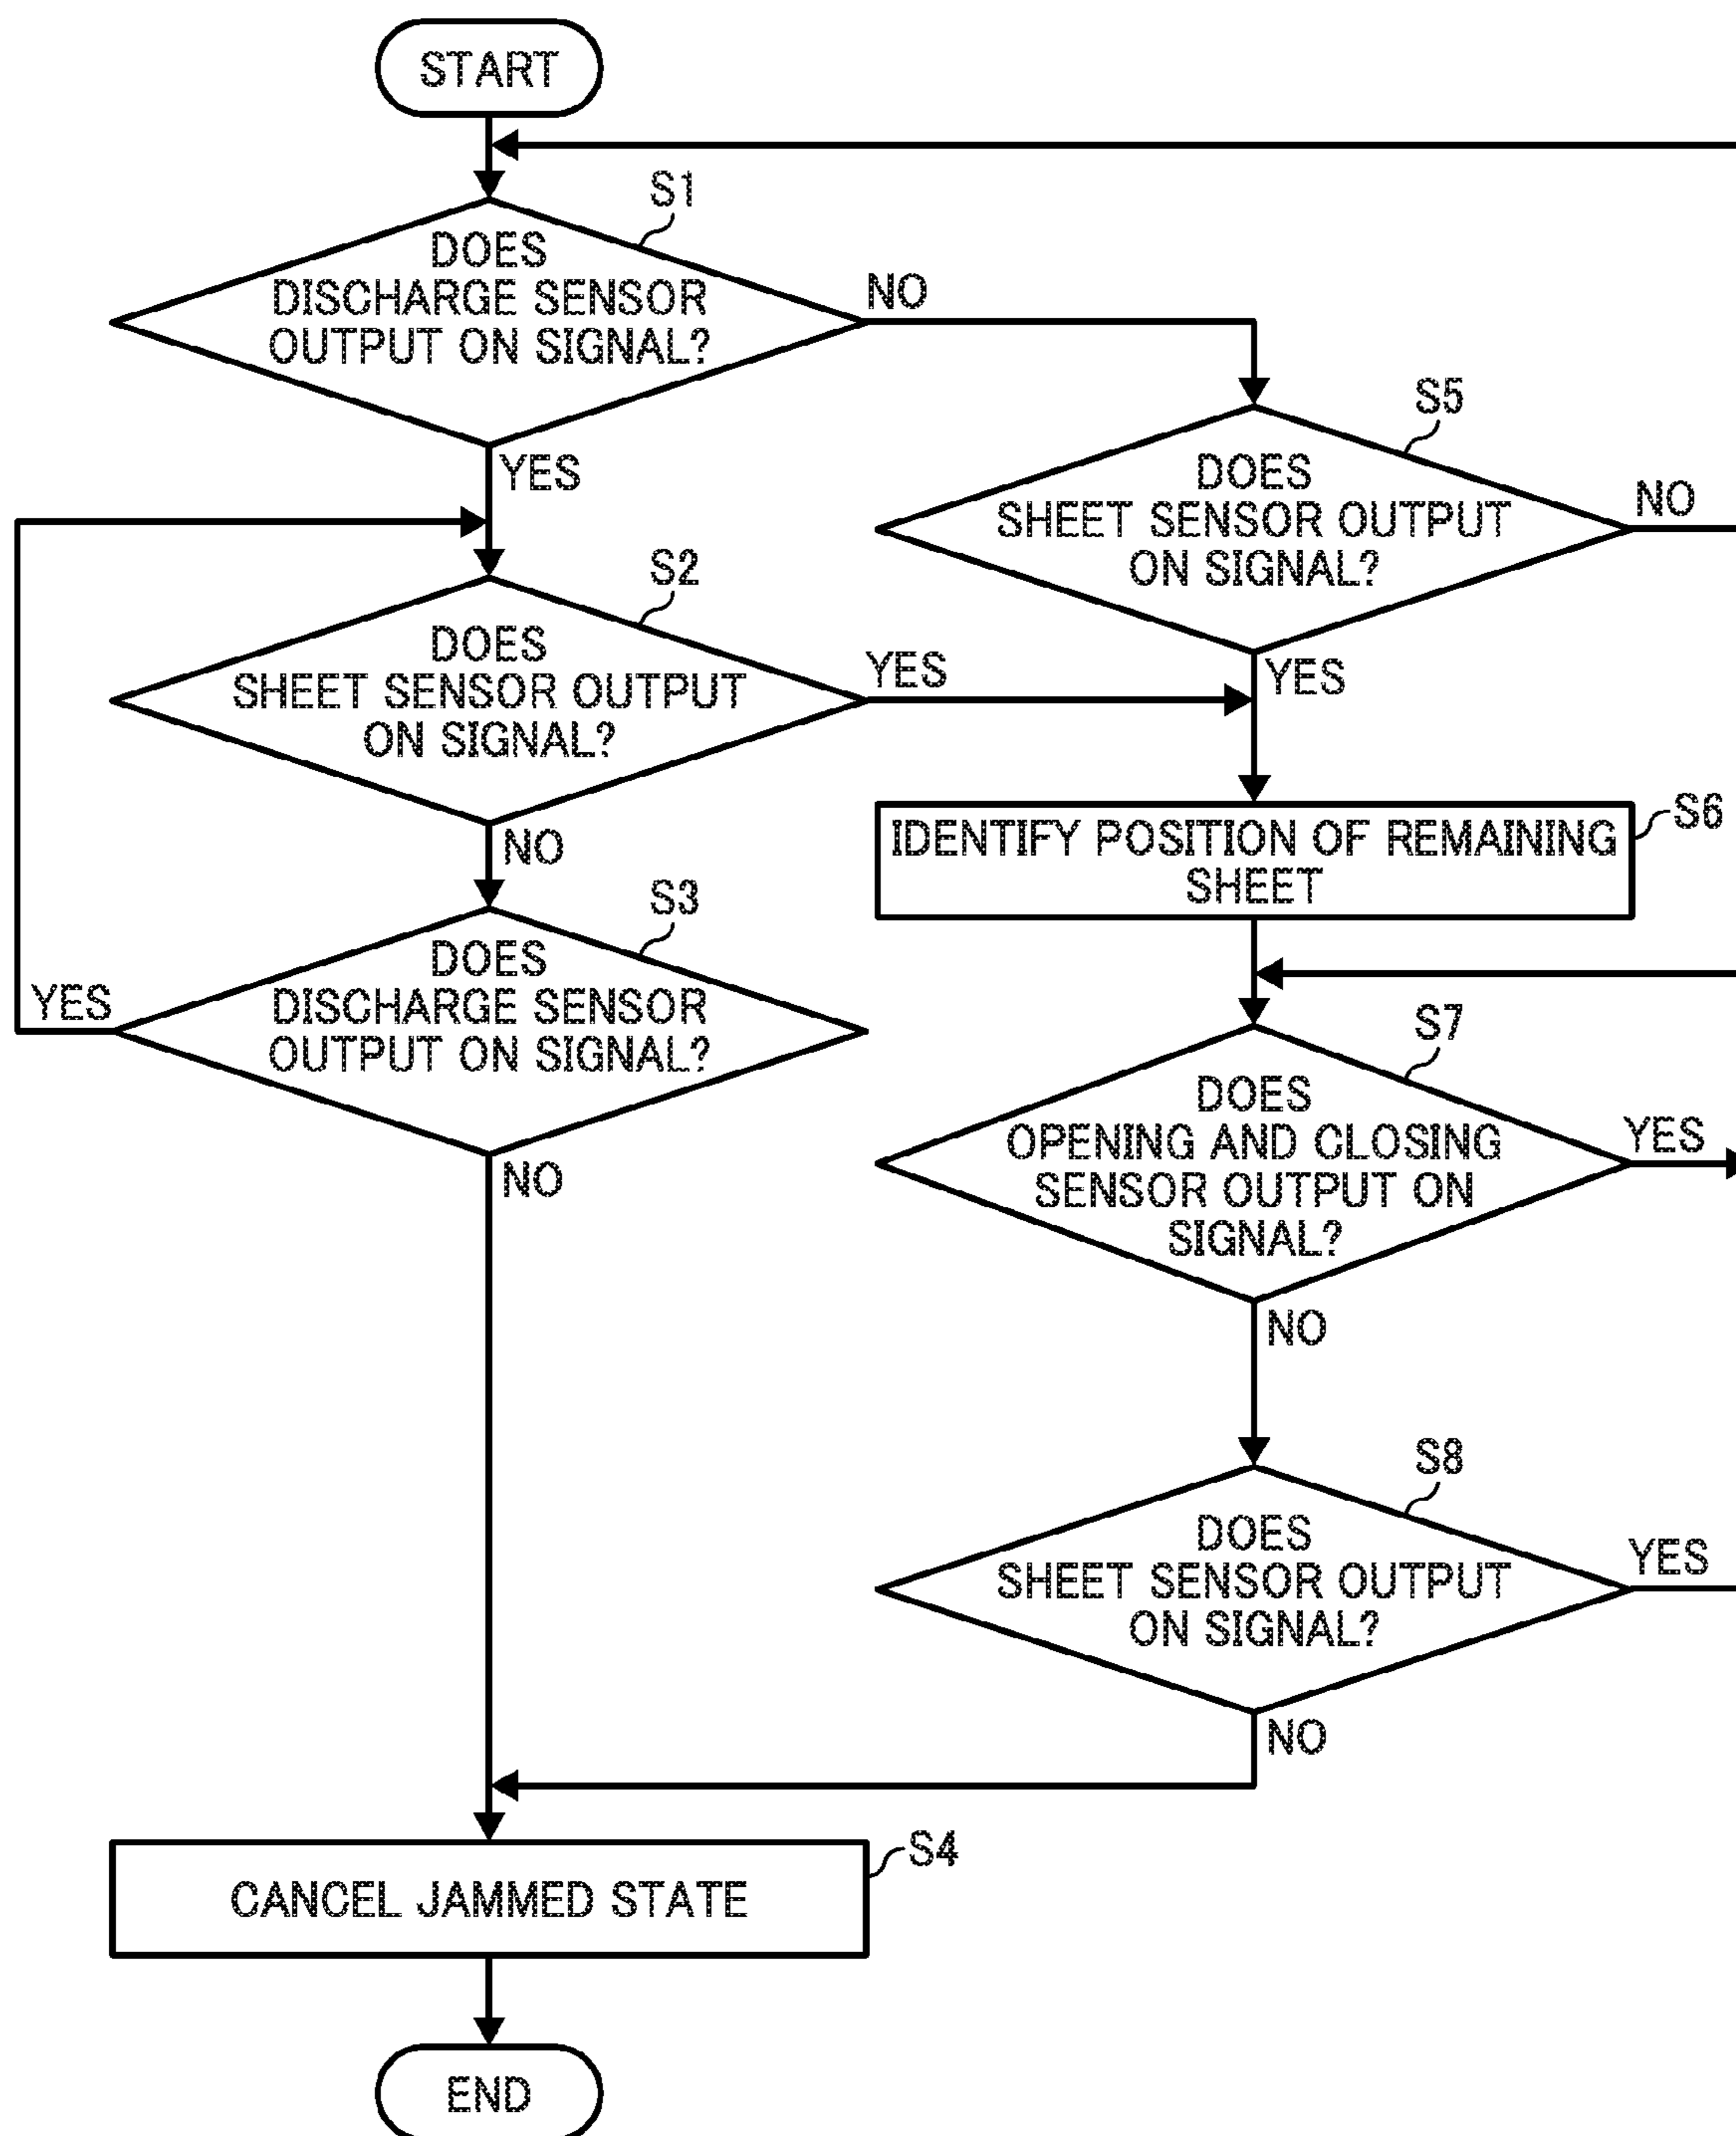 START
S1
DOES
DISCHARGE SENSOR
OUTPUT ON SIGNAL?
NO
YES
S5
DOES
SHEET SENSOR OUTPUT
ON SIGNAL?
NO
YES
S2
DOES
SHEET SENSOR OUTPUT
ON SIGNAL?
YES
NO
S6
IDENTIFY POSITION OF REMAINING
SHEET
S3
DOES
DISCHARGE SENSOR
OUTPUT ON SIGNAL?
YES
NO
S7
DOES
OPENING AND CLOSING
SENSOR OUTPUT ON
SIGNAL?
YES
NO
S8
DOES
SHEET SENSOR OUTPUT
ON SIGNAL?
YES
NO
S4
CANCEL JAMMED STATE
END